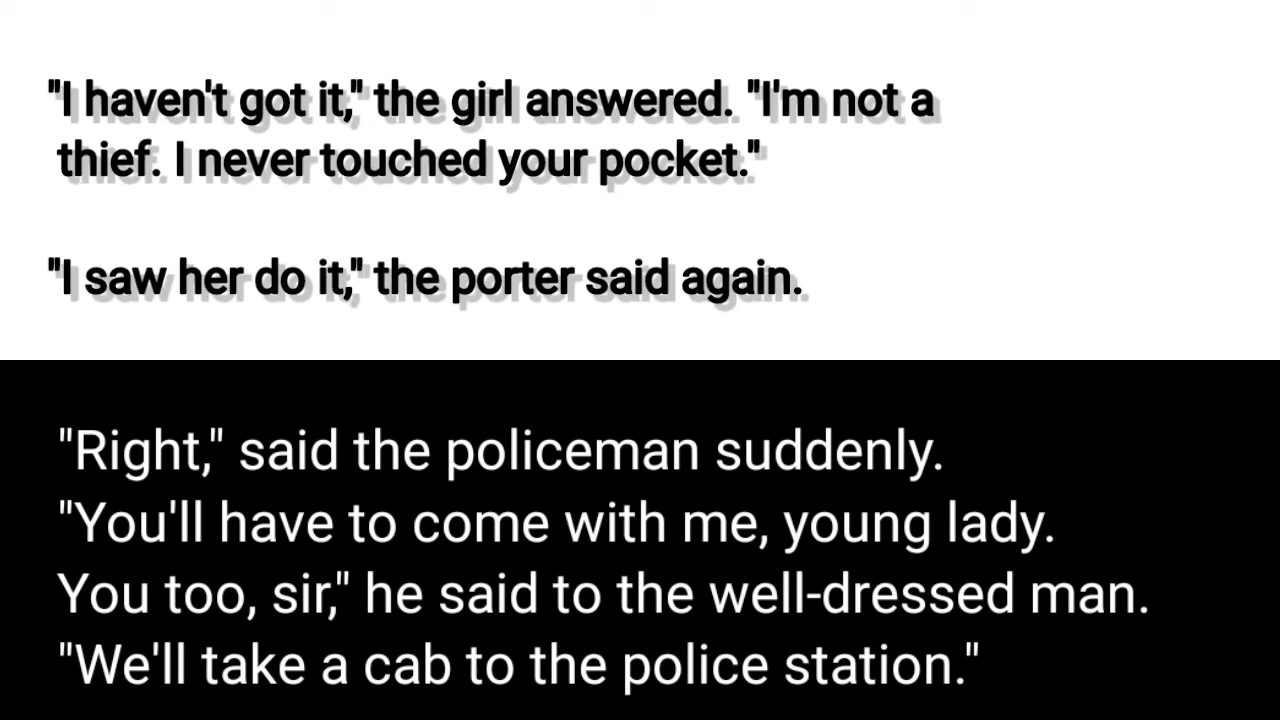 "I haven't got it," the girl answered. "I'm not a
thief. I never touched your pocket."
"I saw her do it," the porter said again.
"Right," said the policeman suddenly.
"You'll have to come with me, young lady.
You too, sir," he said to the well-dressed man.
"We'll take a cab to the police station."